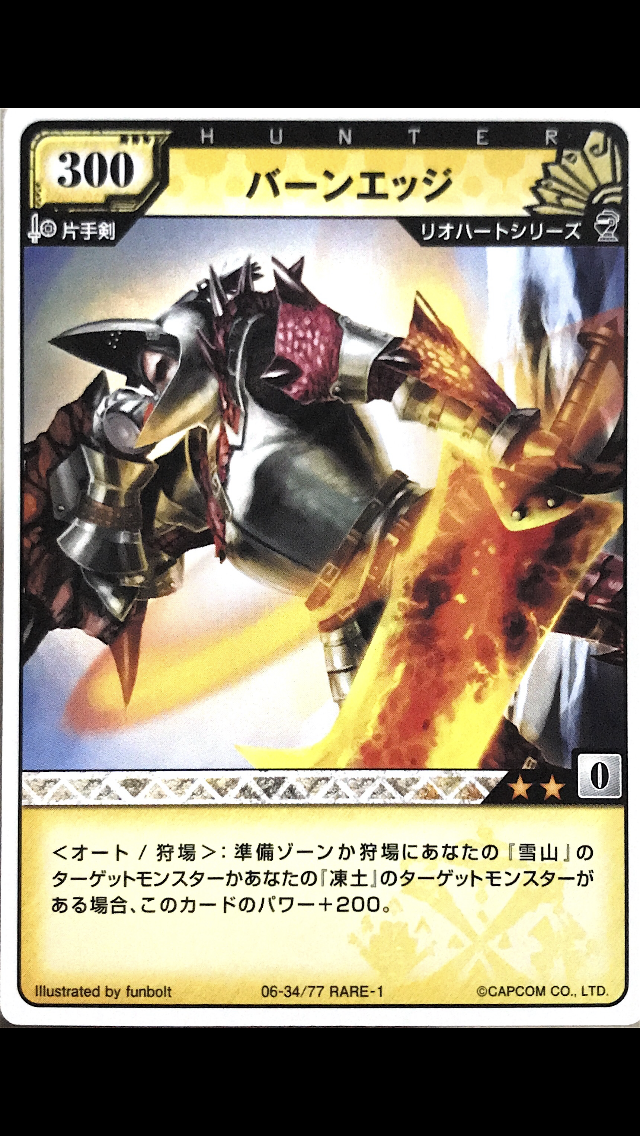 HUNTER
300
バーンエッジ
片手剣
リオハートシリーズ
0
<オート / 狩場>：準備ゾーンか狩場にあなたの『雪山』の
ターゲットモンスターかあなたの『凍土』のターゲットモンスターが
ある場合、このカードのパワー＋200。
Illustrated by funbolt
06-34/77 RARE-1
©CAPCOM CO., LTD.